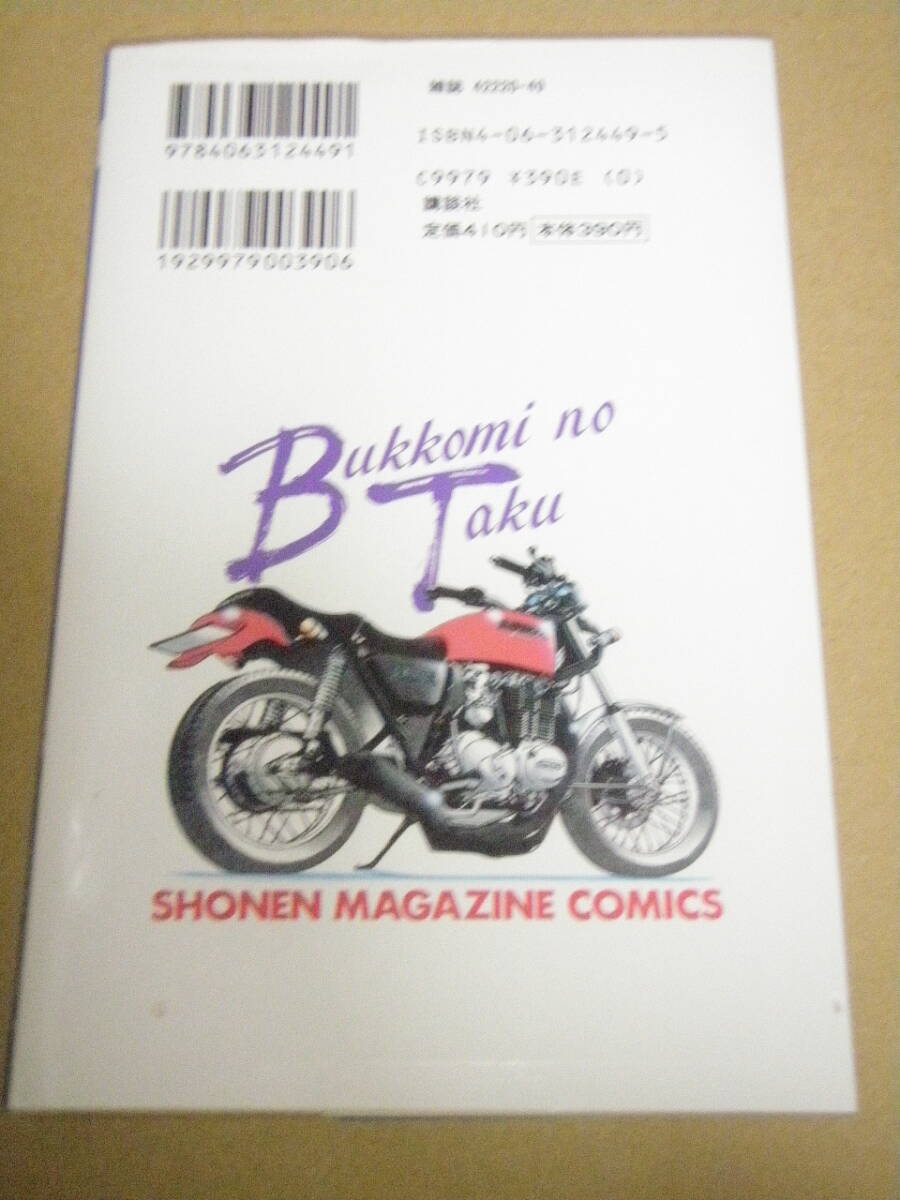 雑誌 42225-49
ISBN4-06-312449-5
9784063124491
C9979 ¥390E (0)
講談社
定価410円 本体390円
1929979003906
Bukkomi no
Taku
SHONEN MAGAZINE COMICS